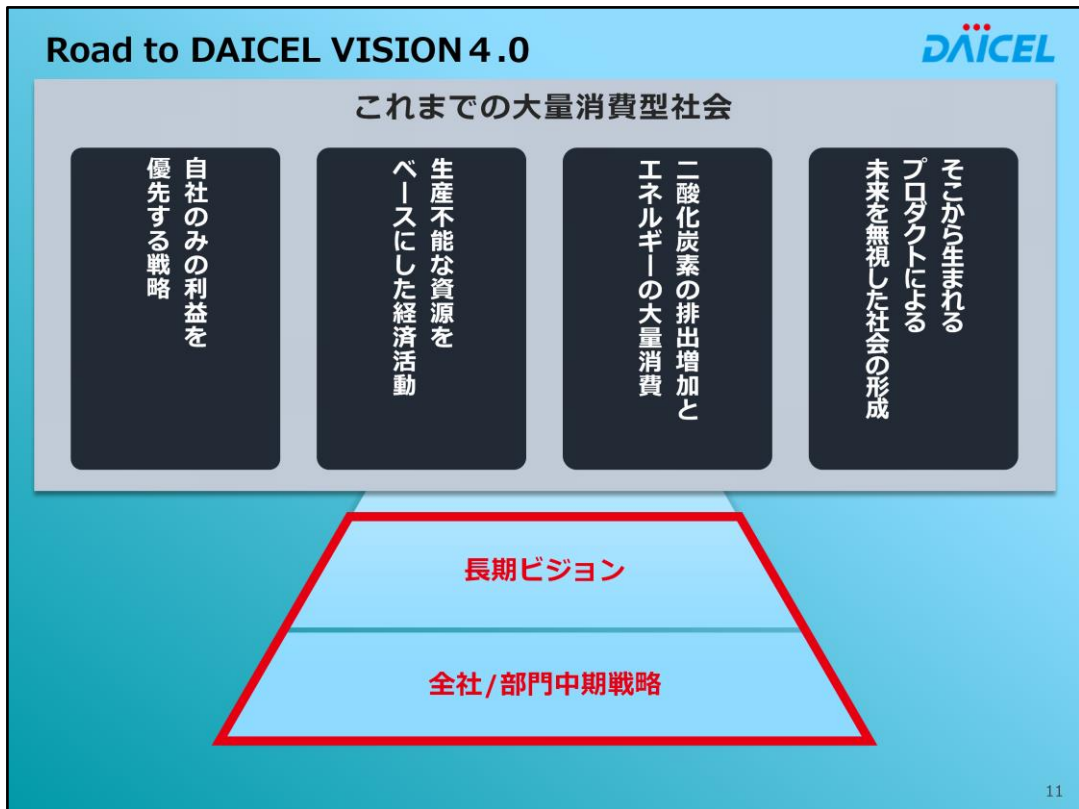 Road to DAICEL VISION４.0
DAICEL
これまでの大量消費型社会
自社のみの利益を
優先する戦略
生産不能な資源を
ベースにした経済活動
二酸化炭素の排出増加と
エネルギーの大量消費
そこから生まれる
プロダクトによる
未来を無視した社会の形成
長期ビジョン
全社/部門中期戦略
11